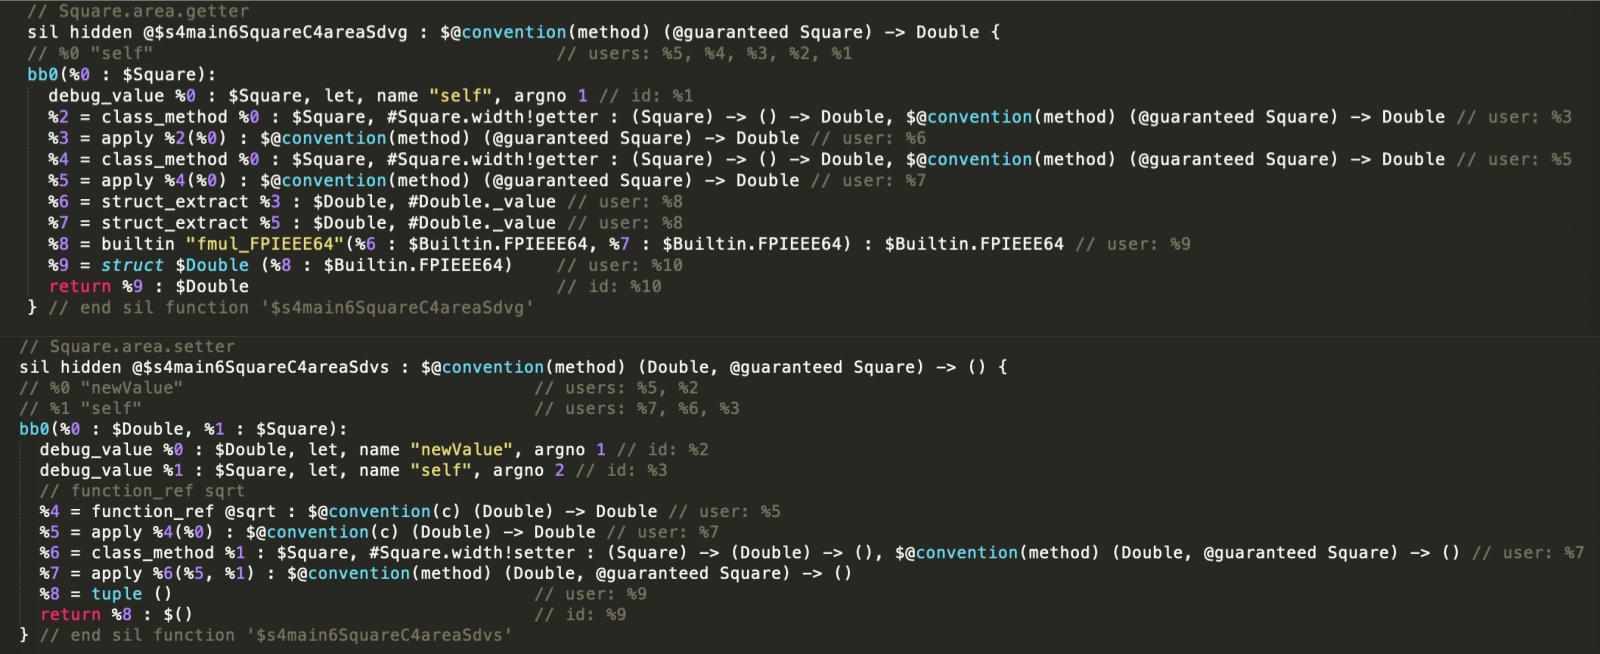 // Square.area.getter
sil hidden @$s4main6SquareC4areaSdvg : $@convention(method) (@guaranteed Square) -> Double {
// %0 "self"                                      // users: %5, %4, %3, %2, %1
bb0(%0 : $Square):
  debug_value %0 : $Square, let, name "self", argno 1 // id: %1
  %2 = class_method %0 : $Square, #Square.width!getter : (Square) -> () -> Double, $@convention(method) (@guaranteed Square) -> Double // user: %3
  %3 = apply %2(%0) : $@convention(method) (@guaranteed Square) -> Double // user: %6
  %4 = class_method %0 : $Square, #Square.width!getter : (Square) -> () -> Double, $@convention(method) (@guaranteed Square) -> Double // user: %5
  %5 = apply %4(%0) : $@convention(method) (@guaranteed Square) -> Double // user: %7
  %6 = struct_extract %3 : $Double, #Double._value // user: %8
  %7 = struct_extract %5 : $Double, #Double._value // user: %8
  %8 = builtin "fmul_FPIEEE64"(%6 : $Builtin.FPIEEE64, %7 : $Builtin.FPIEEE64) : $Builtin.FPIEEE64 // user: %9
  %9 = struct $Double (%8 : $Builtin.FPIEEE64)    // user: %10
  return %9 : $Double                             // id: %10
} // end sil function '$s4main6SquareC4areaSdvg'
// Square.area.setter
sil hidden @$s4main6SquareC4areaSdvs : $@convention(method) (Double, @guaranteed Square) -> () {
// %0 "newValue"                                  // users: %5, %2
// %1 "self"                                      // users: %7, %6, %3
bb0(%0 : $Double, %1 : $Square):
  debug_value %0 : $Double, let, name "newValue", argno 1 // id: %2
  debug_value %1 : $Square, let, name "self", argno 2 // id: %3
  // function_ref sqrt
  %4 = function_ref @sqrt : $@convention(c) (Double) -> Double // user: %5
  %5 = apply %4(%0) : $@convention(c) (Double) -> Double // user: %7
  %6 = class_method %1 : $Square, #Square.width!setter : (Square) -> (Double) -> (), $@convention(method) (Double, @guaranteed Square) -> () // user: %7
  %7 = apply %6(%5, %1) : $@convention(method) (Double, @guaranteed Square) -> ()
  %8 = tuple ()                                   // user: %9
  return %8 : $()                                 // id: %9
} // end sil function '$s4main6SquareC4areaSdvs'